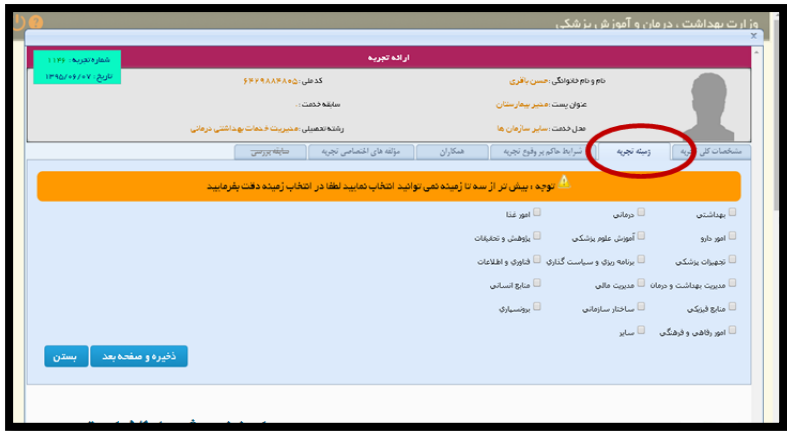 وزارت بهداشت ، درمان و آموزش پزشکی
ارائه تجربه
شماره تجربه : ۱۱۴۶
تاریخ : ۱۳۹۵/۰۶/۰۷
نام و نام خانوادگی : حسن باقری
کد ملی : ۶۴۲۹۸۸۴۸۰۵
عنوان پست : مدیر بیمارستان
سابقه خدمت :
محل خدمت : سایر سازمان ها
رشته تحصیلی : مدیریت خدمات بهداشتی درمانی
مشخصات کلی تجربه زمینه تجربه شرایط حاکم بر وقوع تجربه همکاران مؤلفه های اختصاصی تجربه سابقه بررسی
توجه : بیش تر از سه تا زمینه نمی توانید انتخاب نمایید لطفا در انتخاب زمینه دقت بفرمایید
بهداشتی درمانی امور غذا
امور دارو آموزش علوم پزشکی پژوهش و تحقیقات
تجهیزات پزشکی برنامه ریزی و سیاست گذاری فناوری و اطلاعات
مدیریت بهداشت و درمان مدیریت مالی منابع انسانی
منابع فیزیکی ساختار سازمانی برونسپاری
امور رفاهی و فرهنگی سایر
ذخیره و صفحه بعد بستن